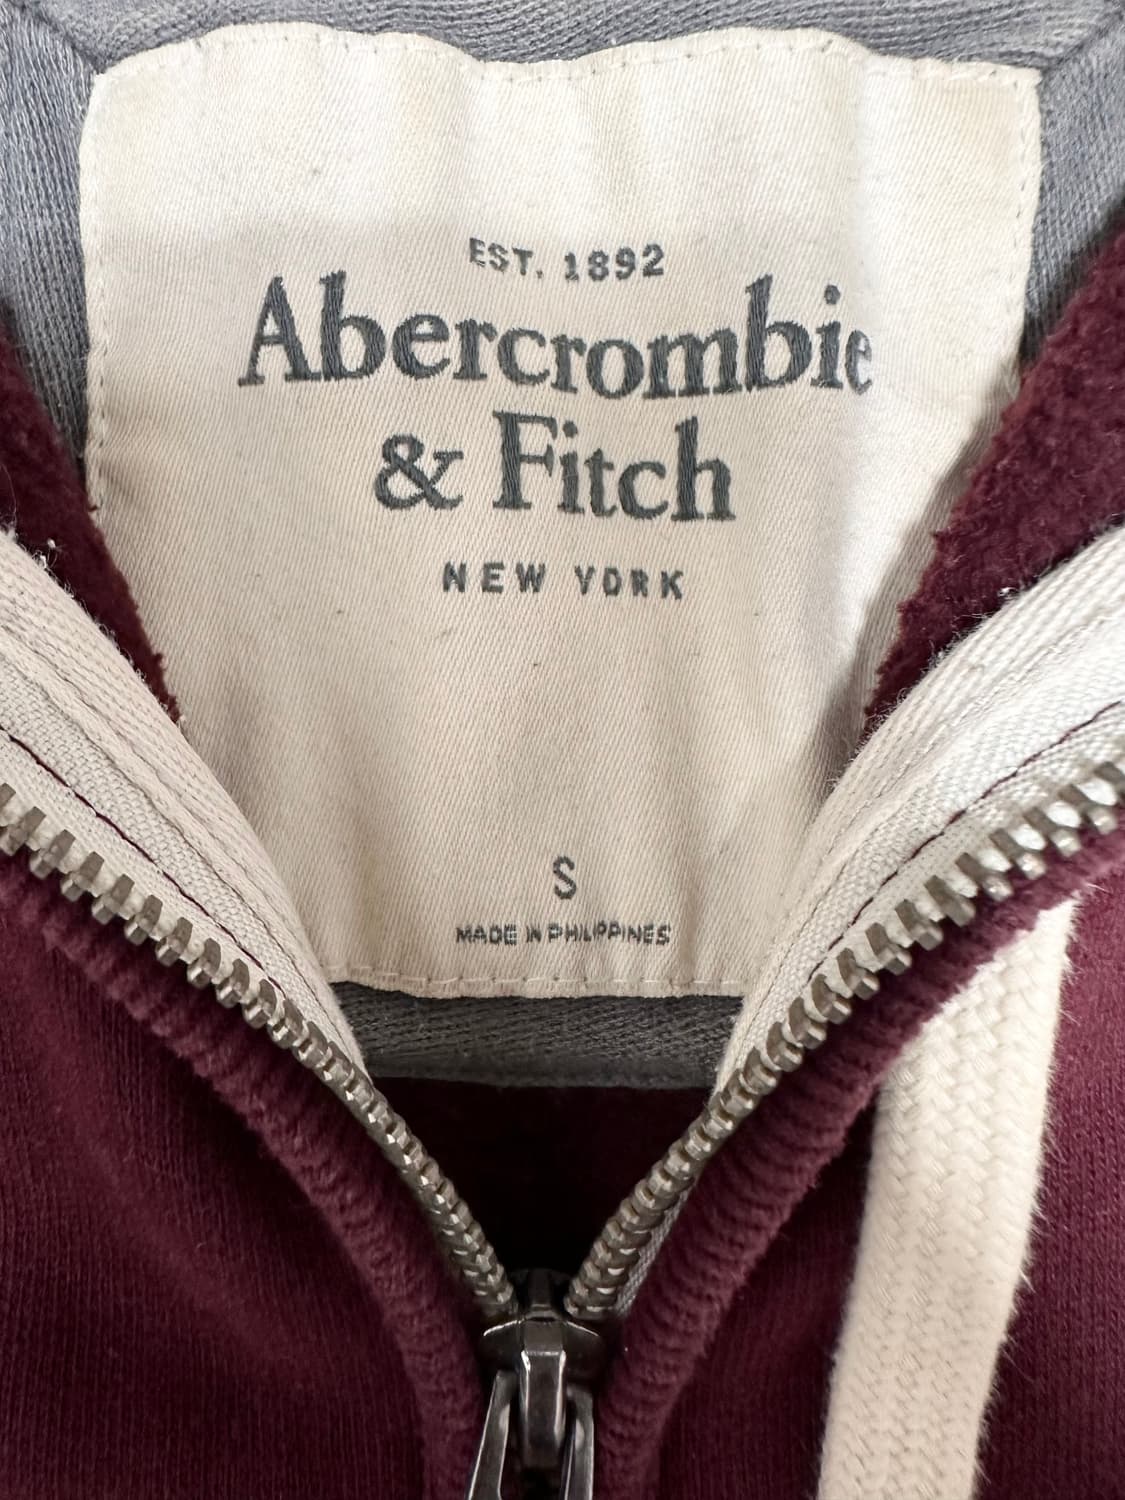 EST. 1892
Abercrombie
& Fitch
NEW YORK
S
MADE IN PHILIPPINES